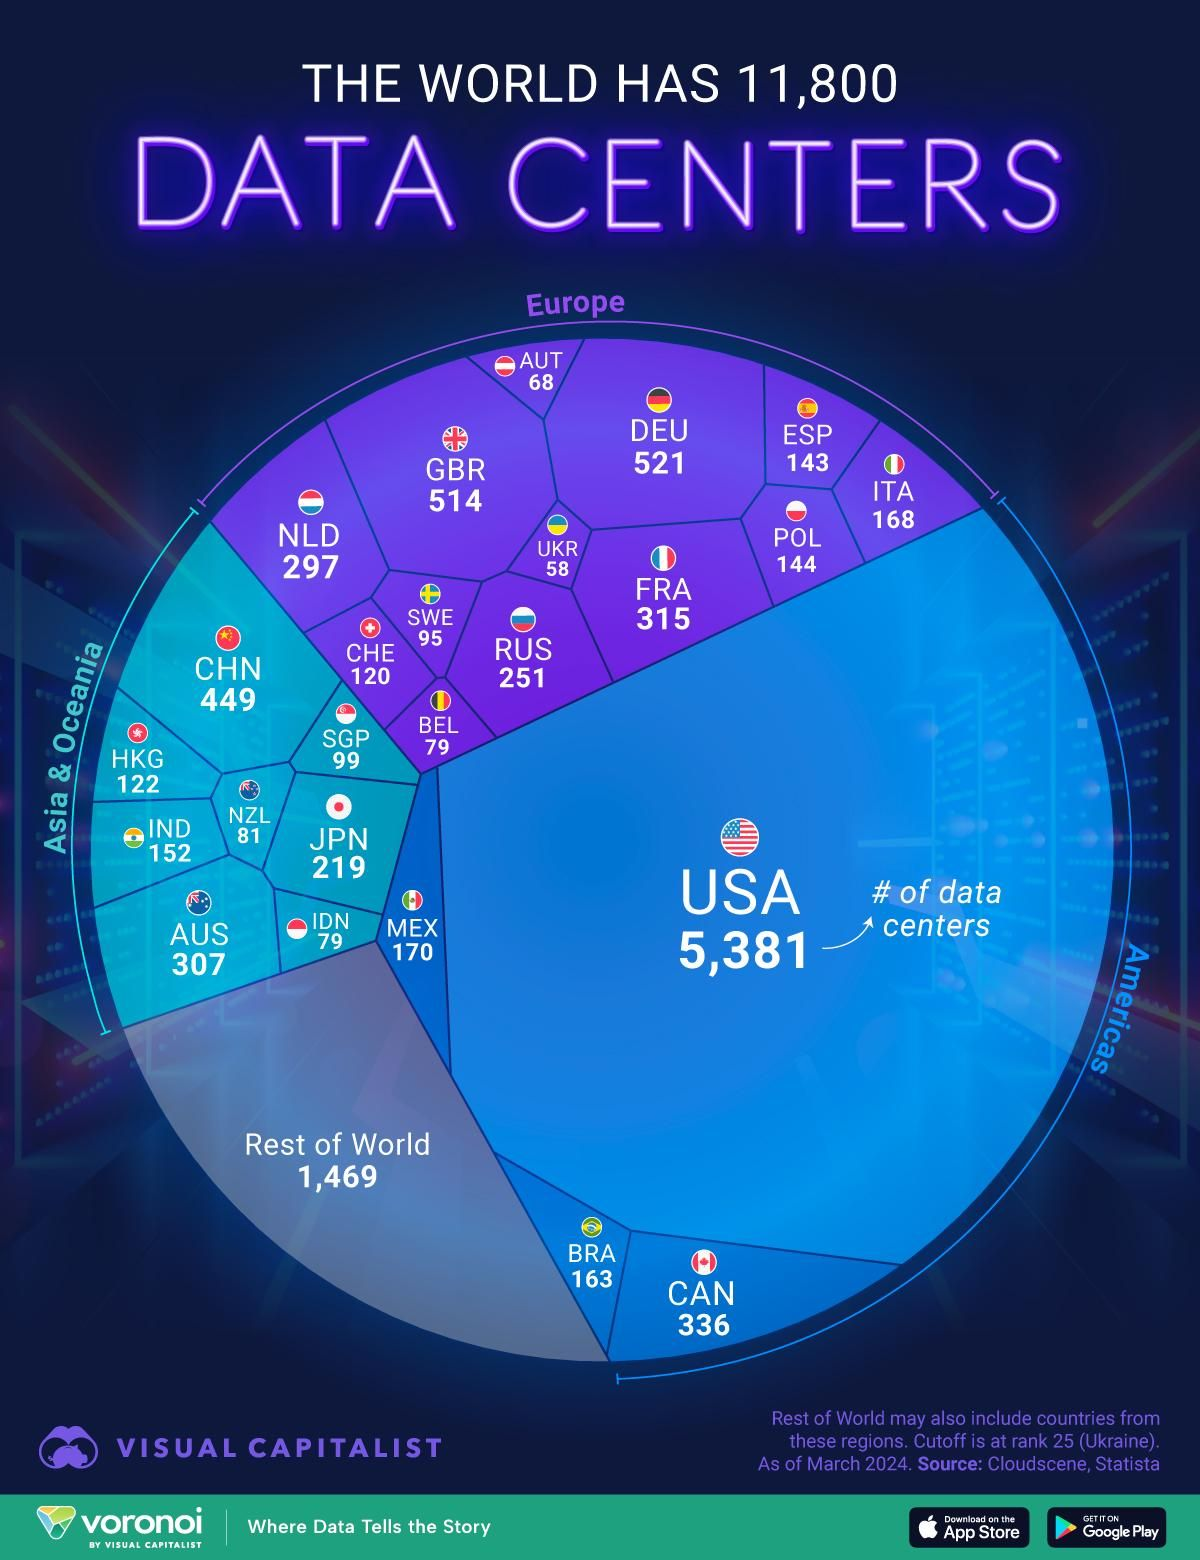 THE WORLD HAS 11,800
DATA CENTERS
Europe
AUT
68
DEU
521
ESP
143
GBR
514
ITA
168
NLD
297
UKR
58
POL
144
FRA
315
SWE
95
CHE
120
RUS
251
BEL
79
Asia & Oceania
CHN
449
SGP
99
HKG
122
NZL
81
IND
152
JPN
219
AUS
307
IDN
79
MEX
170
USA
5,381
# of data
centers
Americas
Rest of World
1,469
BRA
163
CAN
336
Rest of World may also include countries from
these regions. Cutoff is at rank 25 (Ukraine).
As of March 2024. Source: Cloudscene, Statista
VISUAL CAPITALIST
voronoi
BY VISUAL CAPITALIST
Where Data Tells the Story
Download on the
App Store
GET IT ON
Google Play